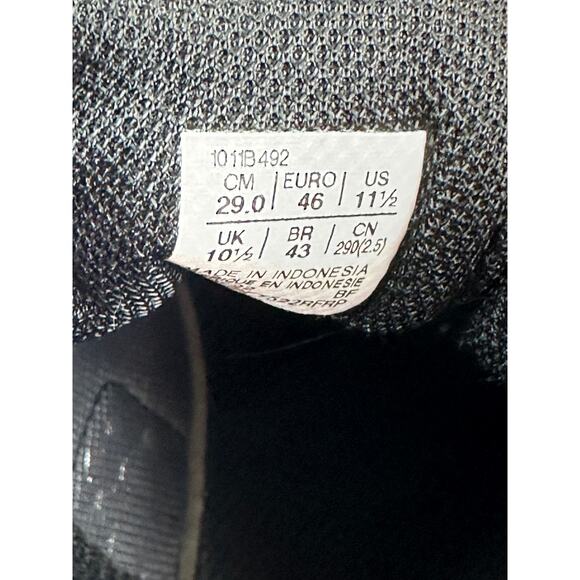 1011B492
CM | EURO | US
29.0 | 46 | 11½
UK | BR | CN
10½ | 43 | 290(2.5)
MADE IN INDONESIA
EN INDONESIE
BF